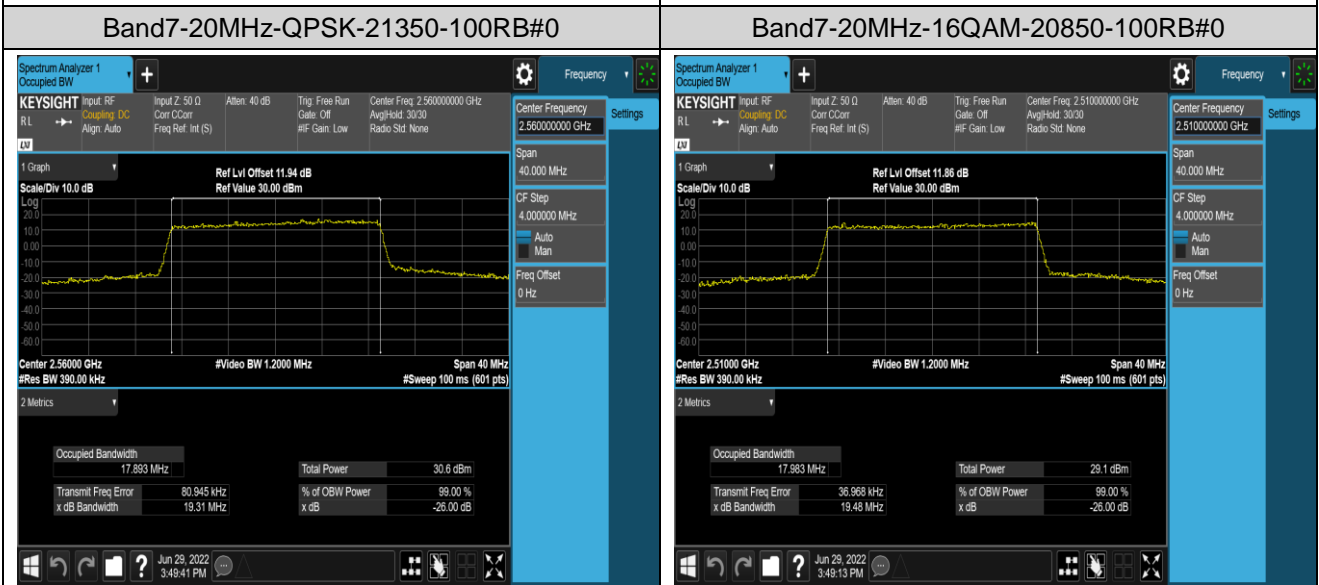 Band7-20MHz-QPSK-21350-100RB#0
Spectrum Analyzer 1
Occupied BW
+
Frequency
KEYSIGHT
RL
LXI
Input: RF
Coupling: DC
Align: Auto
Input Z: 50 Ω
Corr CCorr
Freq Ref: Int (S)
Atten: 40 dB
Trig: Free Run
Gate: Off
#IF Gain: Low
Center Freq: 2.560000000 GHz
Avg|Hold: 30/30
Radio Std: None
Center Frequency
2.560000000 GHz
Settings
Span
40.000 MHz
CF Step
4.000000 MHz
Auto
Man
Freq Offset
0 Hz
1 Graph
Scale/Div 10.0 dB
Ref Lvl Offset 11.94 dB
Ref Value 30.00 dBm
Log
20.0
10.0
0.00
-10.0
-20.0
-30.0
-40.0
-50.0
-60.0
Center 2.56000 GHz
#Video BW 1.2000 MHz
Span 40 MHz
#Res BW 390.00 kHz
#Sweep 100 ms (601 pts)
2 Metrics
Occupied Bandwidth
17.893 MHz
Total Power 30.6 dBm
Transmit Freq Error 80.945 kHz
% of OBW Power 99.00 %
x dB Bandwidth 19.31 MHz
x dB -26.00 dB
?
Jun 29, 2022
3:49:41 PM
Band7-20MHz-16QAM-20850-100RB#0
Spectrum Analyzer 1
Occupied BW
+
Frequency
KEYSIGHT
RL
LXI
Input: RF
Coupling: DC
Align: Auto
Input Z: 50 Ω
Corr CCorr
Freq Ref: Int (S)
Atten: 40 dB
Trig: Free Run
Gate: Off
#IF Gain: Low
Center Freq: 2.510000000 GHz
Avg|Hold: 30/30
Radio Std: None
Center Frequency
2.510000000 GHz
Settings
Span
40.000 MHz
CF Step
4.000000 MHz
Auto
Man
Freq Offset
0 Hz
1 Graph
Scale/Div 10.0 dB
Ref Lvl Offset 11.86 dB
Ref Value 30.00 dBm
Log
20.0
10.0
0.00
-10.0
-20.0
-30.0
-40.0
-50.0
-60.0
Center 2.51000 GHz
#Video BW 1.2000 MHz
Span 40 MHz
#Res BW 390.00 kHz
#Sweep 100 ms (601 pts)
2 Metrics
Occupied Bandwidth
17.983 MHz
Total Power 29.1 dBm
Transmit Freq Error 36.968 kHz
% of OBW Power 99.00 %
x dB Bandwidth 19.48 MHz
x dB -26.00 dB
?
Jun 29, 2022
3:49:13 PM